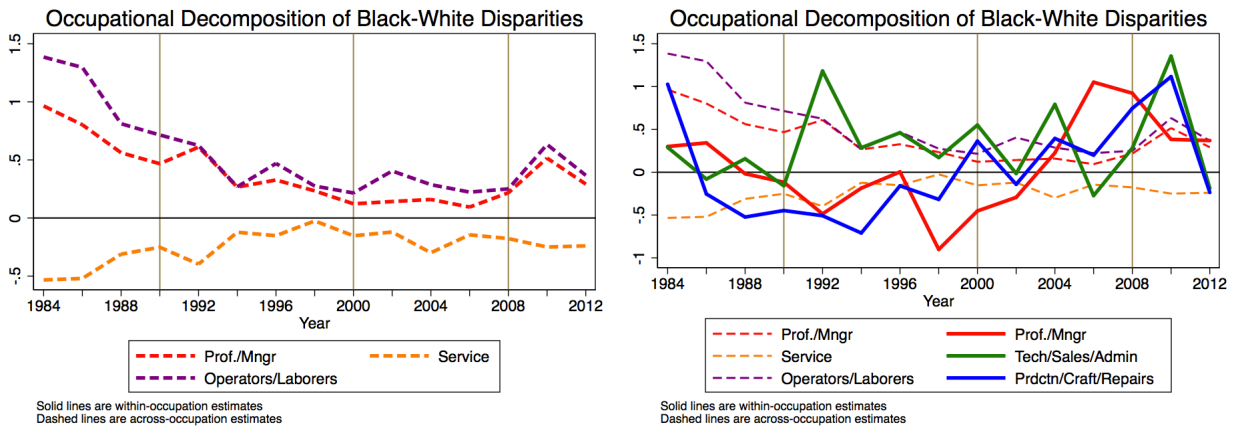 Occupational Decomposition of Black-White Disparities
1.5
1
.5
0
-.5
1984 1988 1992 1996 2000 2004 2008 2012
Year
Prof./Mngr Service
Operators/Laborers
Solid lines are within-occupation estimates
Dashed lines are across-occupation estimates
Occupational Decomposition of Black-White Disparities
1.5
1
.5
0
-.5
-1
1984 1988 1992 1996 2000 2004 2008 2012
Year
Prof./Mngr Prof./Mngr
Service Tech/Sales/Admin
Operators/Laborers Prdctn/Craft/Repairs
Solid lines are within-occupation estimates
Dashed lines are across-occupation estimates